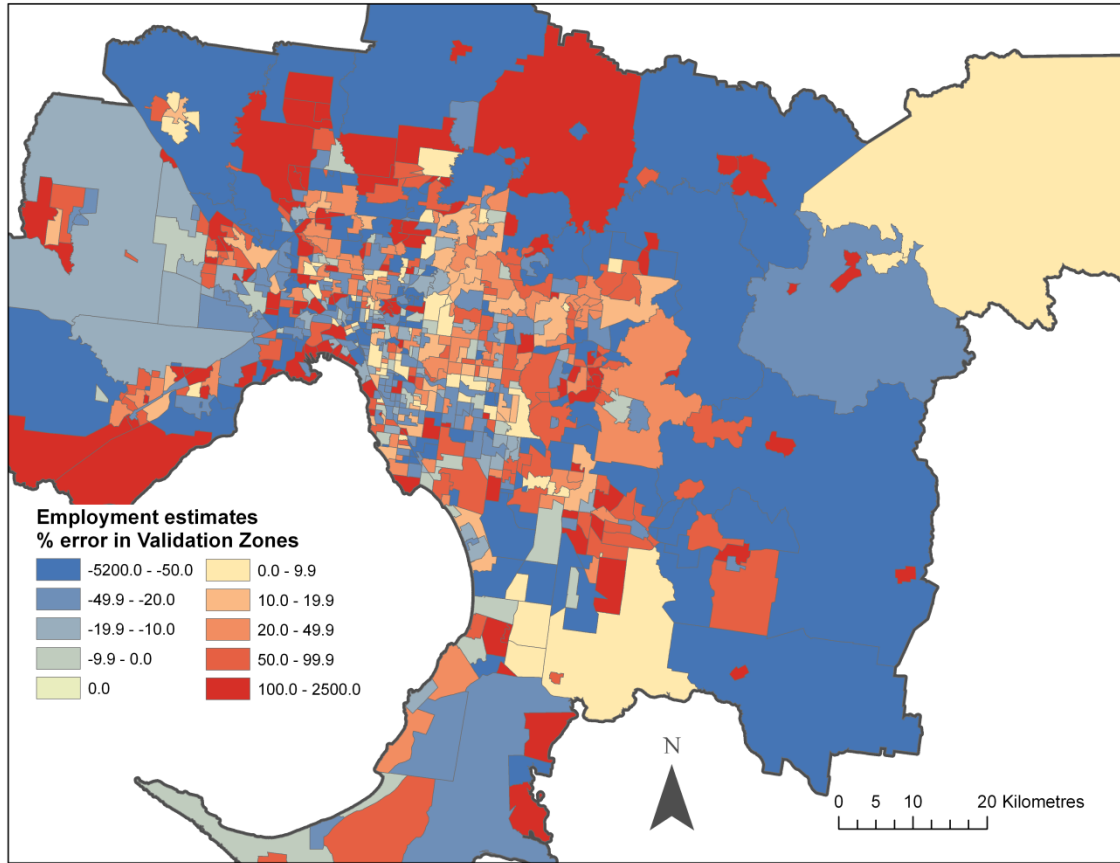 Employment estimates
% error in Validation Zones
-5200.0 - -50.0
-49.9 - -20.0
-19.9 - -10.0
-9.9 - 0.0
0.0
0.0 - 9.9
10.0 - 19.9
20.0 - 49.9
50.0 - 99.9
100.0 - 2500.0
N
0 5 10 20 Kilometres